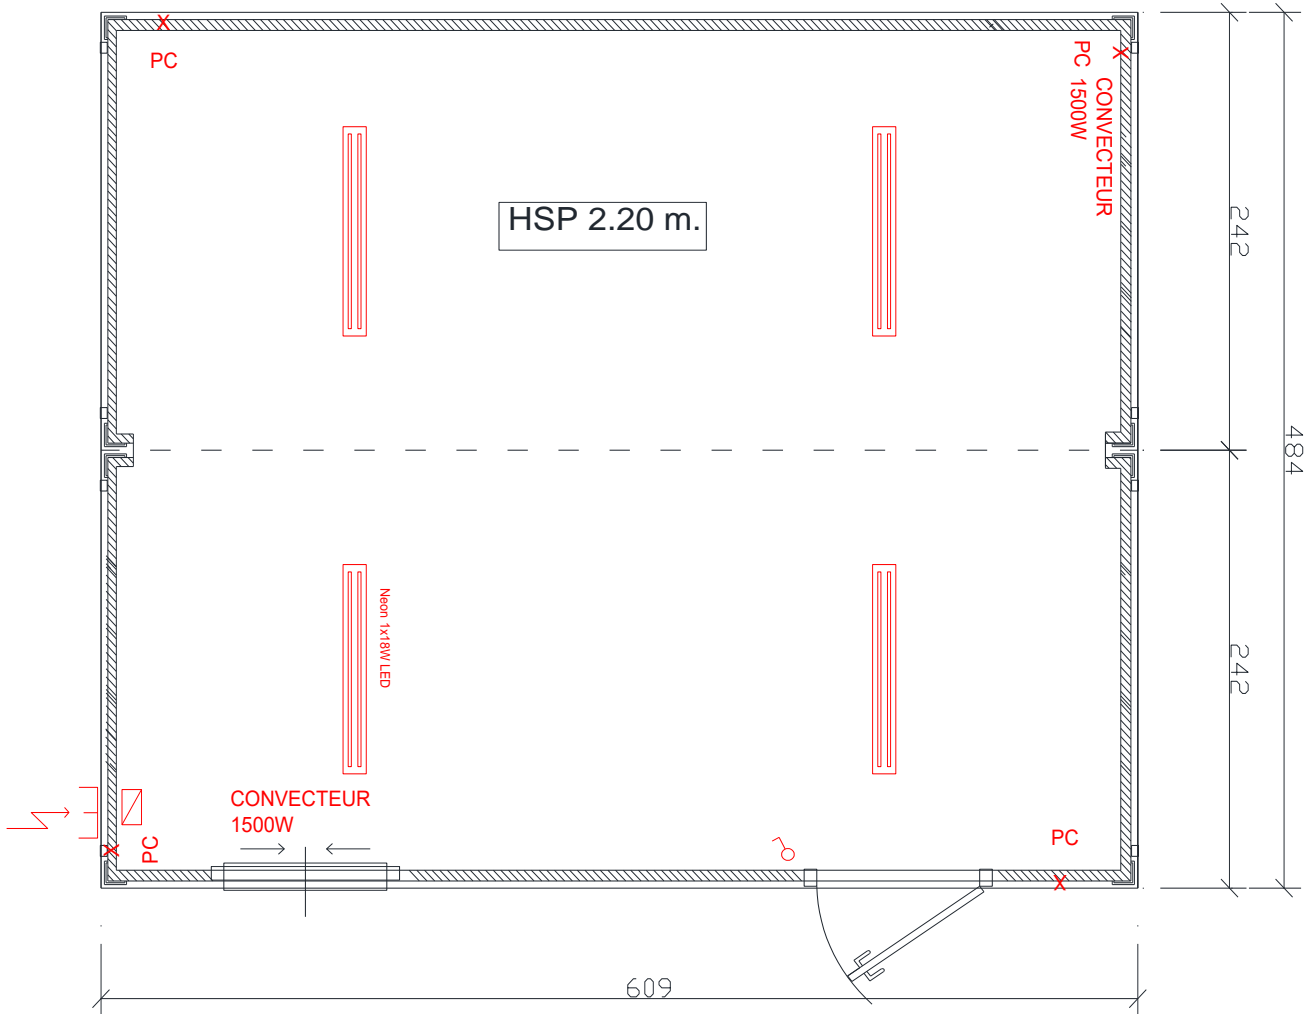 PC
PC
CONVECTEUR
1500W
HSP 2.20 m.
242
484
Neon 1x18W LED
242
CONVECTEUR
1500W
PC
PC
609